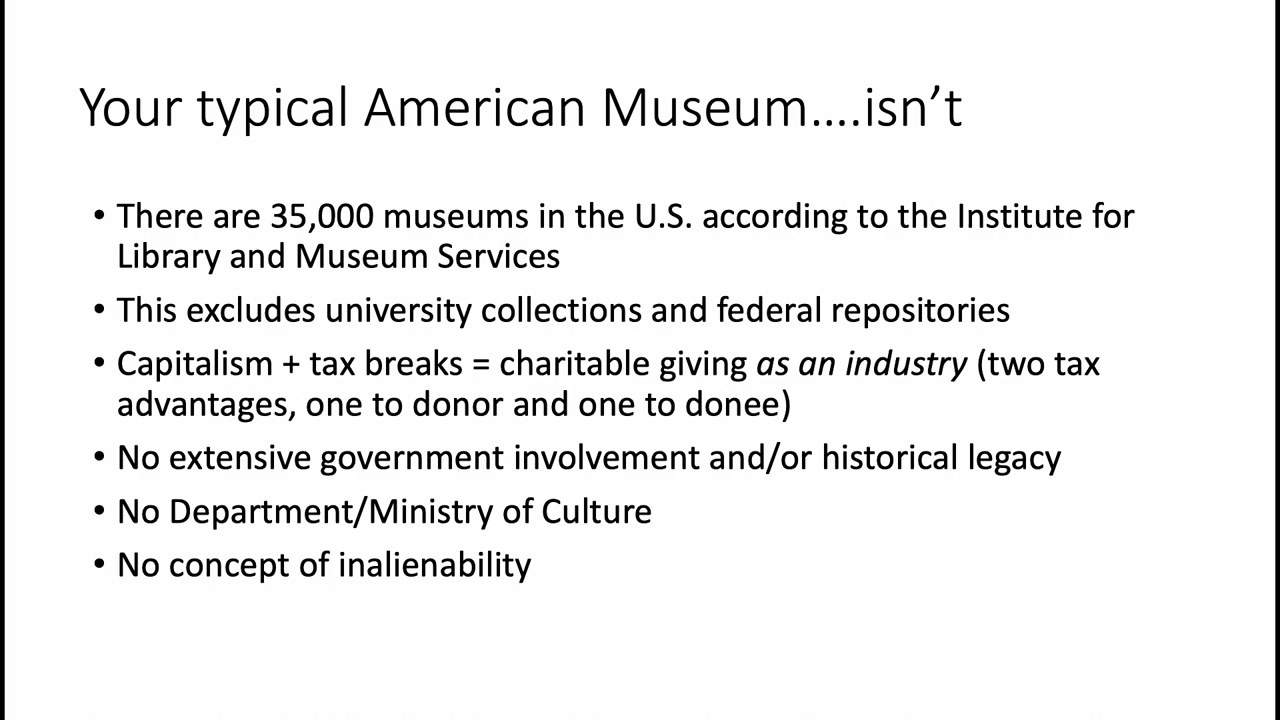 Your typical American Museum....isn’t
• There are 35,000 museums in the U.S. according to the Institute for
Library and Museum Services
• This excludes university collections and federal repositories
• Capitalism + tax breaks = charitable giving as an industry (two tax
advantages, one to donor and one to donee)
• No extensive government involvement and/or historical legacy
• No Department/Ministry of Culture
• No concept of inalienability